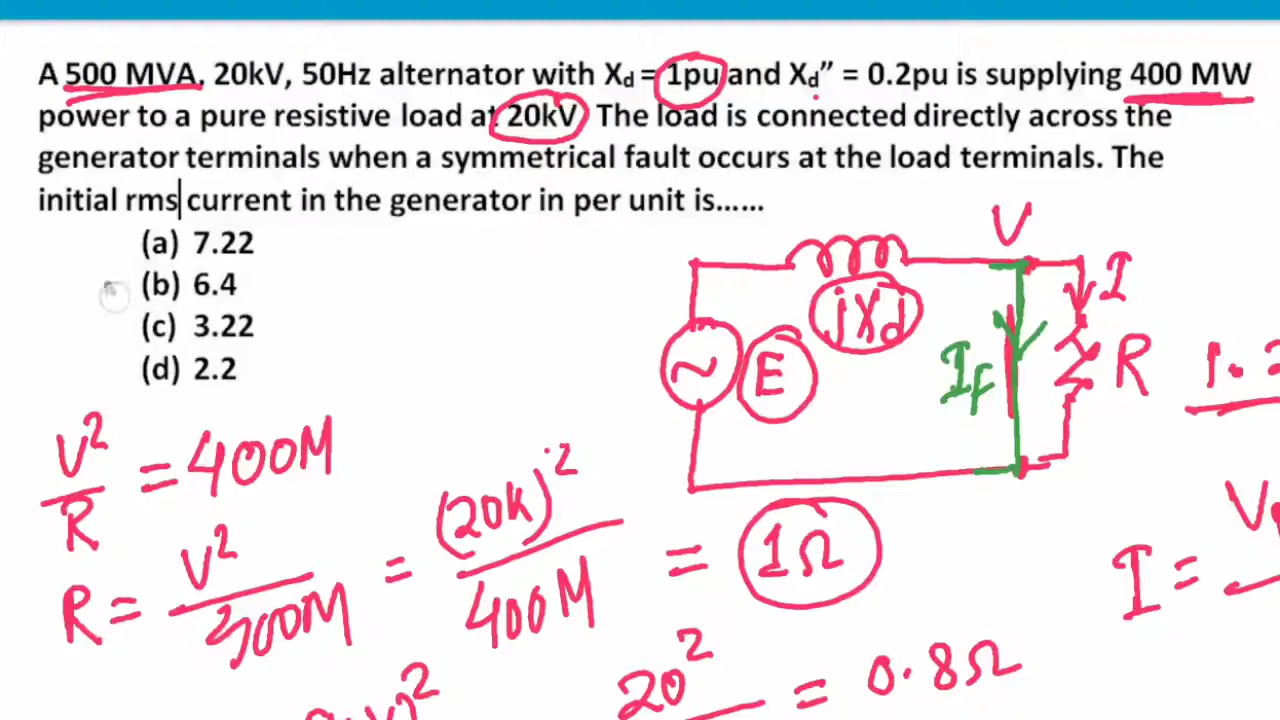 A 500 MVA, 20kV, 50Hz alternator with Xd = 1pu and Xd” = 0.2pu is supplying 400 MW
power to a pure resistive load at 20kV The load is connected directly across the
generator terminals when a symmetrical fault occurs at the load terminals. The
initial rms current in the generator in per unit is......
(a) 7.22
(b) 6.4
(c) 3.22
(d) 2.2
V
I
jXd
E
If
R
V²/R = 400M
R = V²/300M = (20k)²/400M = 1Ω
I =
20² = 0.8Ω